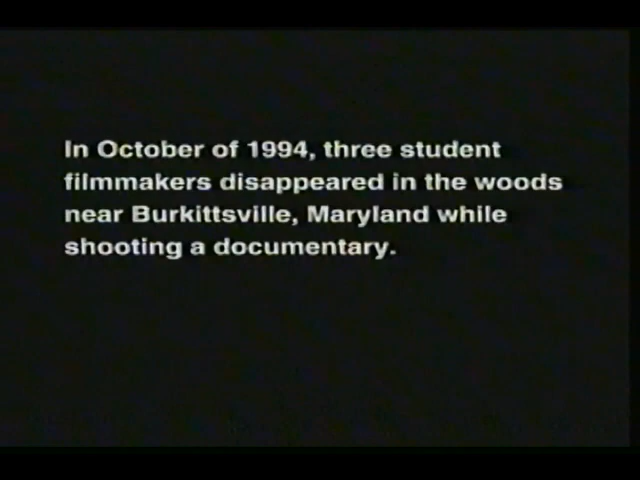 In October of 1994, three student
filmmakers disappeared in the woods
near Burkittsville, Maryland while
shooting a documentary.